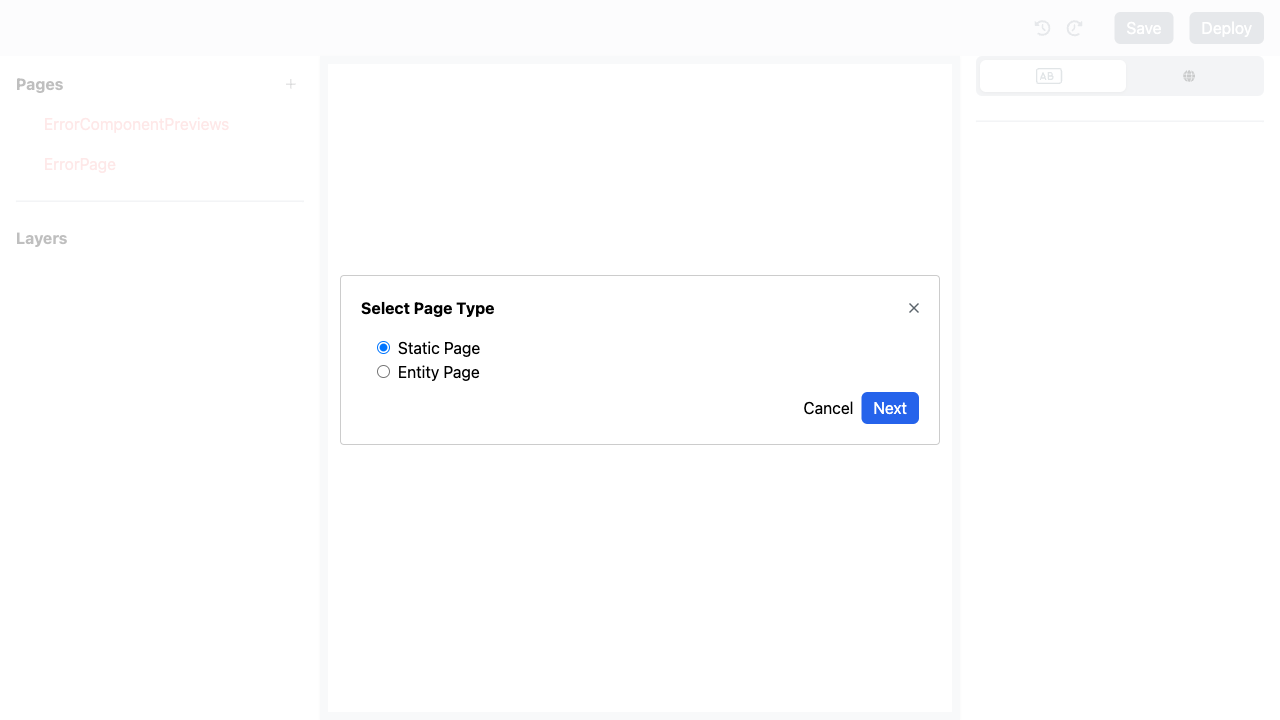 Save
Deploy
Pages
ErrorComponentPreviews
ErrorPage
Layers
AB
Select Page Type
Static Page
Entity Page
Cancel
Next